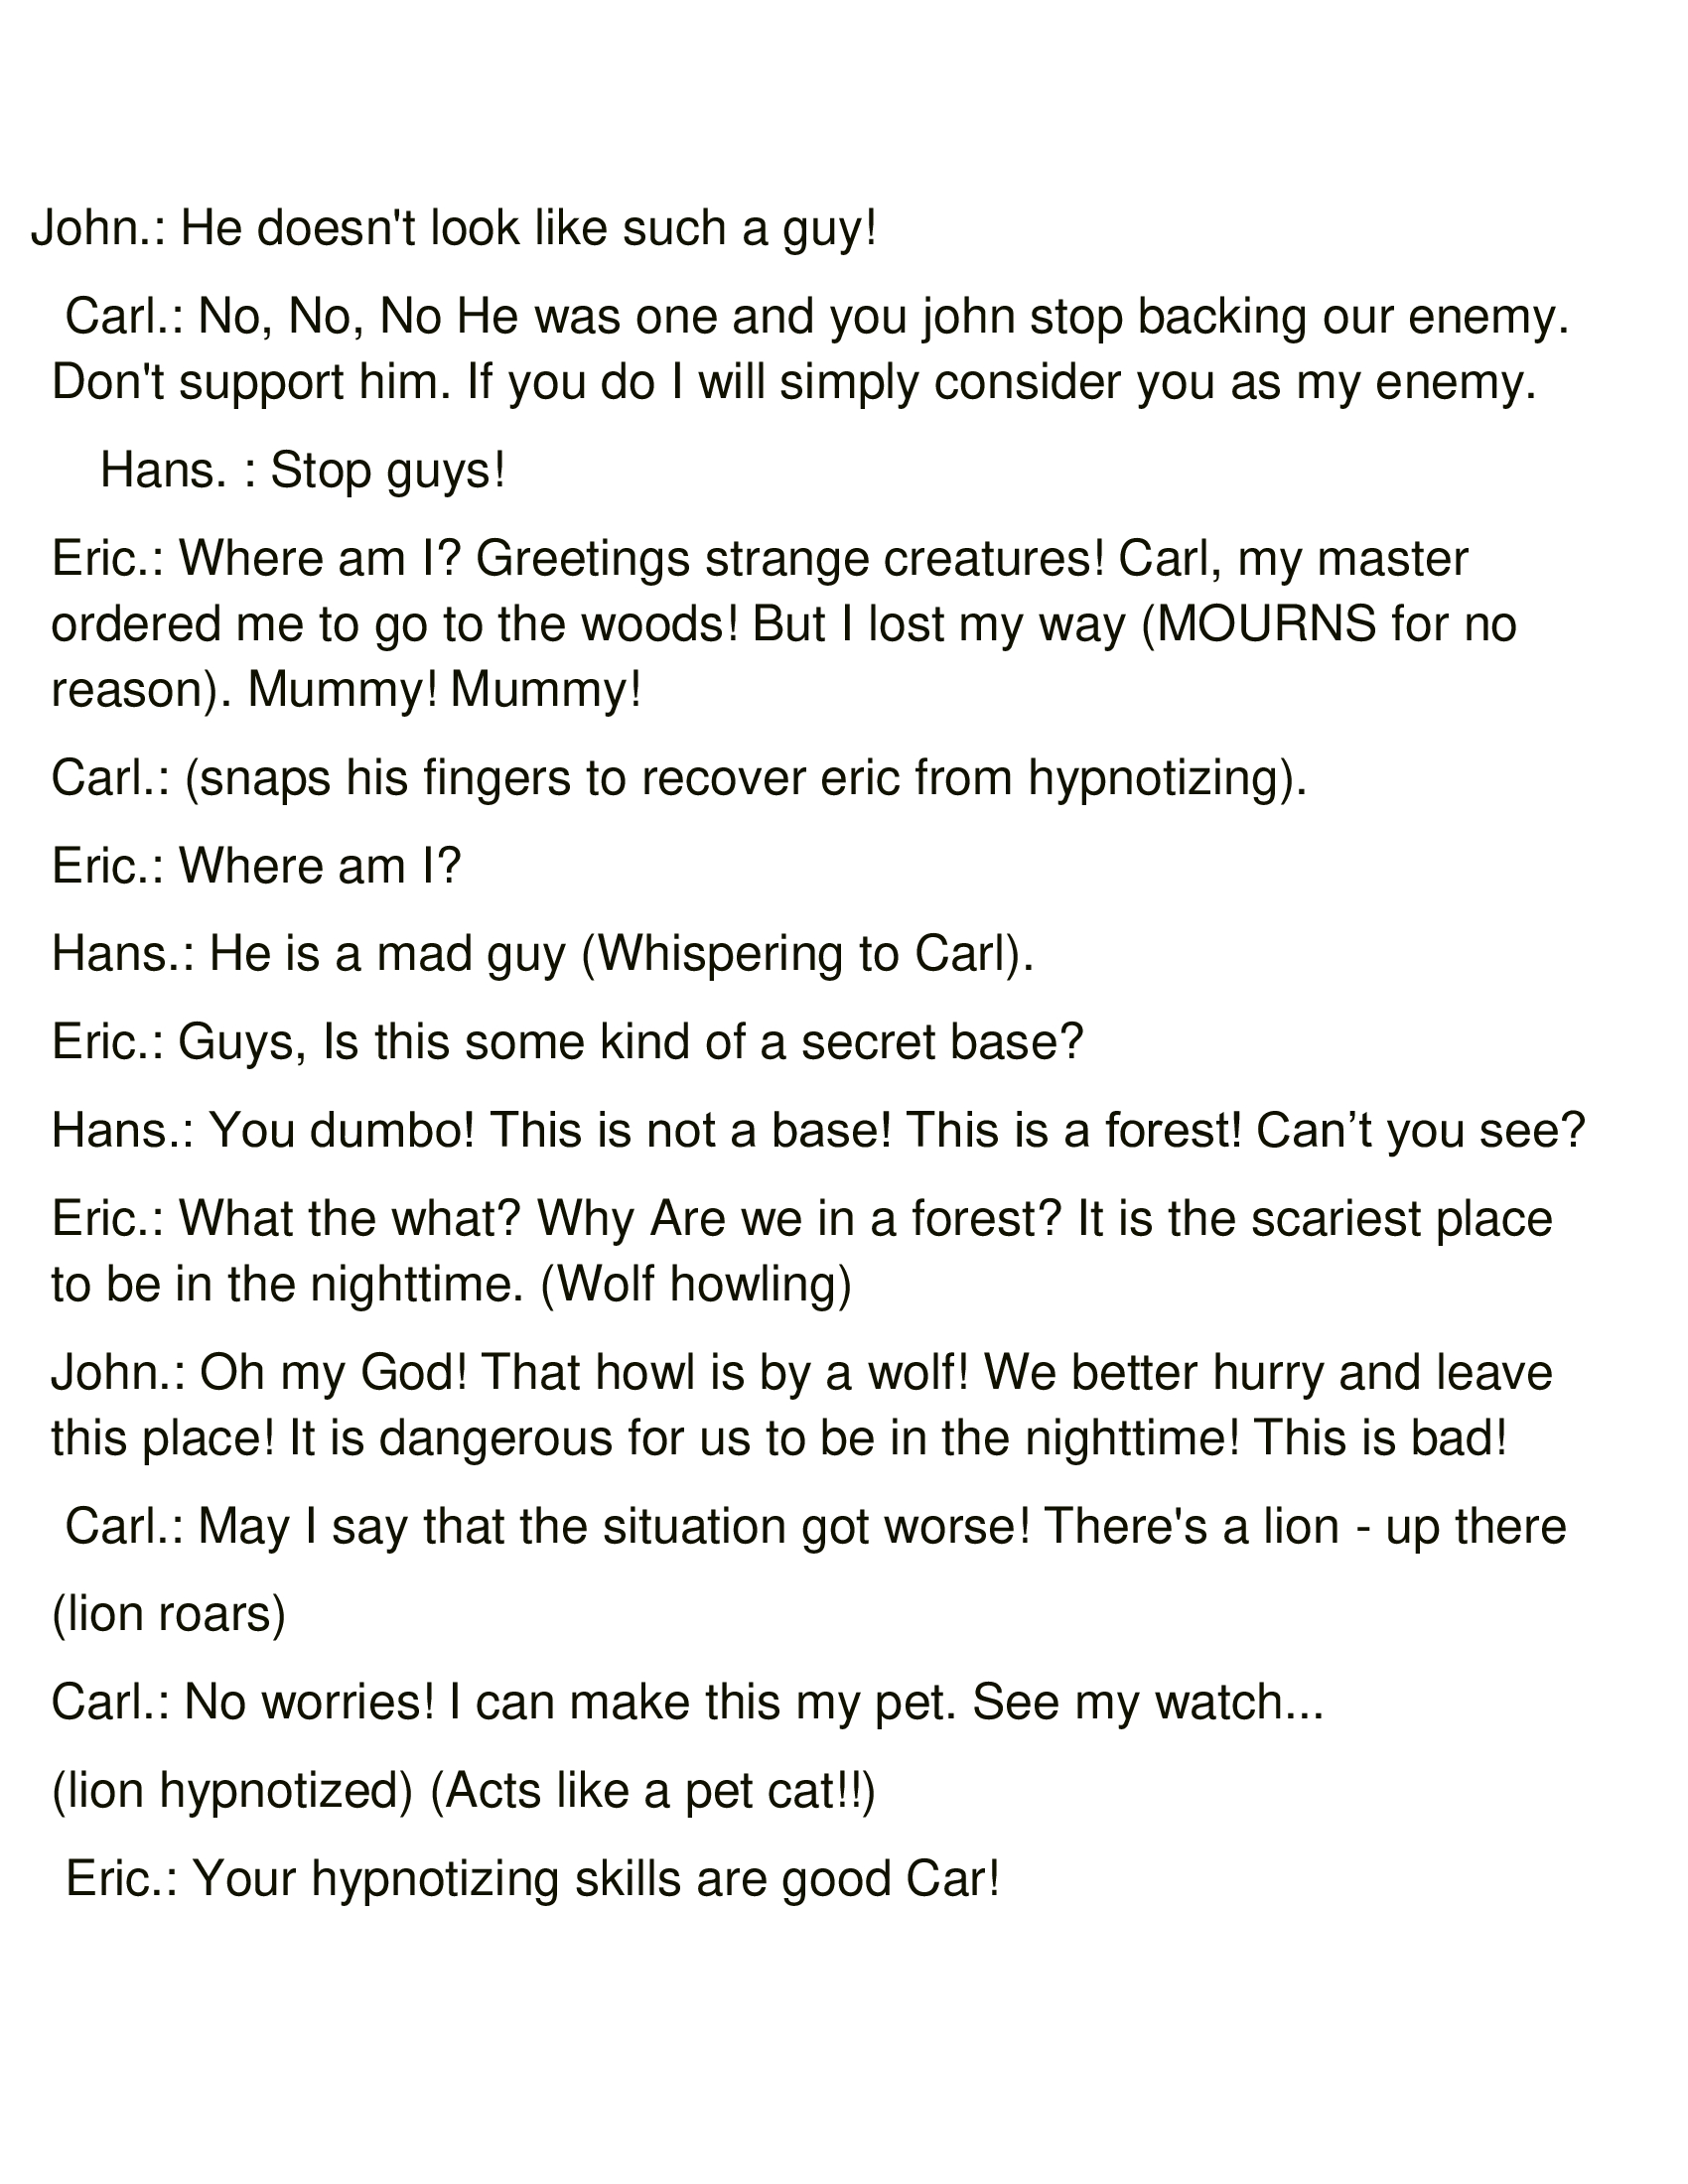 John.: He doesn't look like such a guy!
Carl.: No, No, No He was one and you john stop backing our enemy.
Don't support him. If you do I will simply consider you as my enemy.
Hans. : Stop guys!
Eric.: Where am I? Greetings strange creatures! Carl, my master
ordered me to go to the woods! But I lost my way (MOURNS for no
reason). Mummy! Mummy!
Carl.: (snaps his fingers to recover eric from hypnotizing).
Eric.: Where am I?
Hans.: He is a mad guy (Whispering to Carl).
Eric.: Guys, Is this some kind of a secret base?
Hans.: You dumbo! This is not a base! This is a forest! Can’t you see?
Eric.: What the what? Why Are we in a forest? It is the scariest place
to be in the nighttime. (Wolf howling)
John.: Oh my God! That howl is by a wolf! We better hurry and leave
this place! It is dangerous for us to be in the nighttime! This is bad!
Carl.: May I say that the situation got worse! There's a lion - up there
(lion roars)
Carl.: No worries! I can make this my pet. See my watch...
(lion hypnotized) (Acts like a pet cat!!)
Eric.: Your hypnotizing skills are good Car!